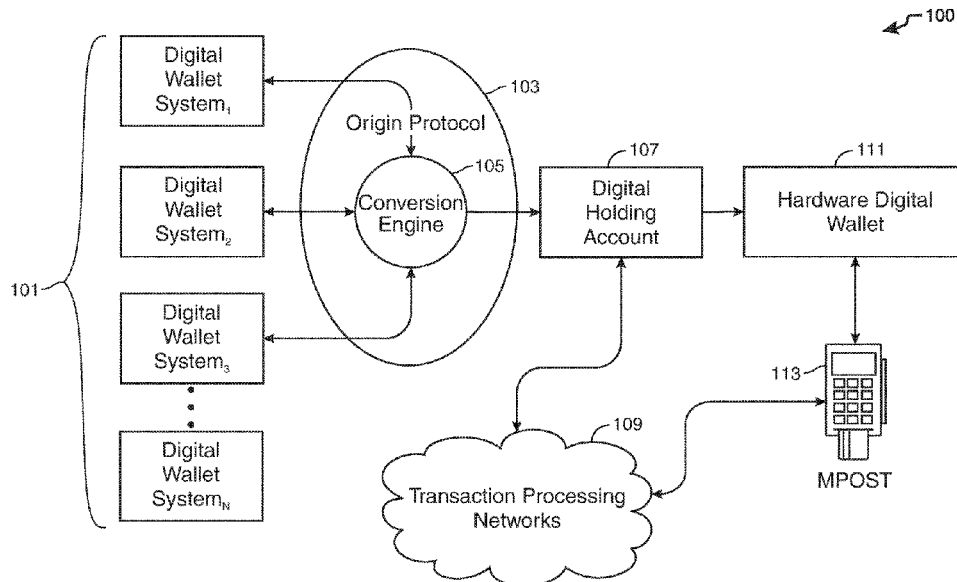 100
Digital
Wallet
System₁
103
Origin Protocol
105
Conversion
Engine
107
Digital
Holding
Account
111
Hardware Digital
Wallet
Digital
Wallet
System₂
101
Digital
Wallet
System₃
113
MPOST
109
Transaction Processing
Networks
Digital
Wallet
System_N